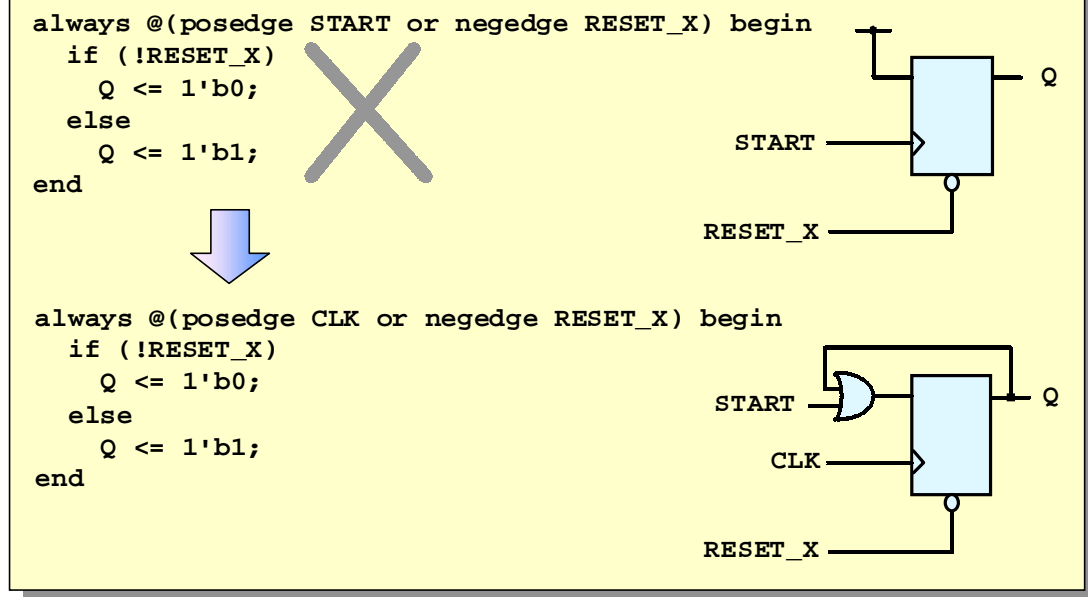 always @(posedge START or negedge RESET_X) begin
if (!RESET_X)
Q <= 1'b0;
else
Q <= 1'b1;
end
Q
START
RESET_X
always @(posedge CLK or negedge RESET_X) begin
if (!RESET_X)
Q <= 1'b0;
else
Q <= 1'b1;
end
START
Q
CLK
RESET_X